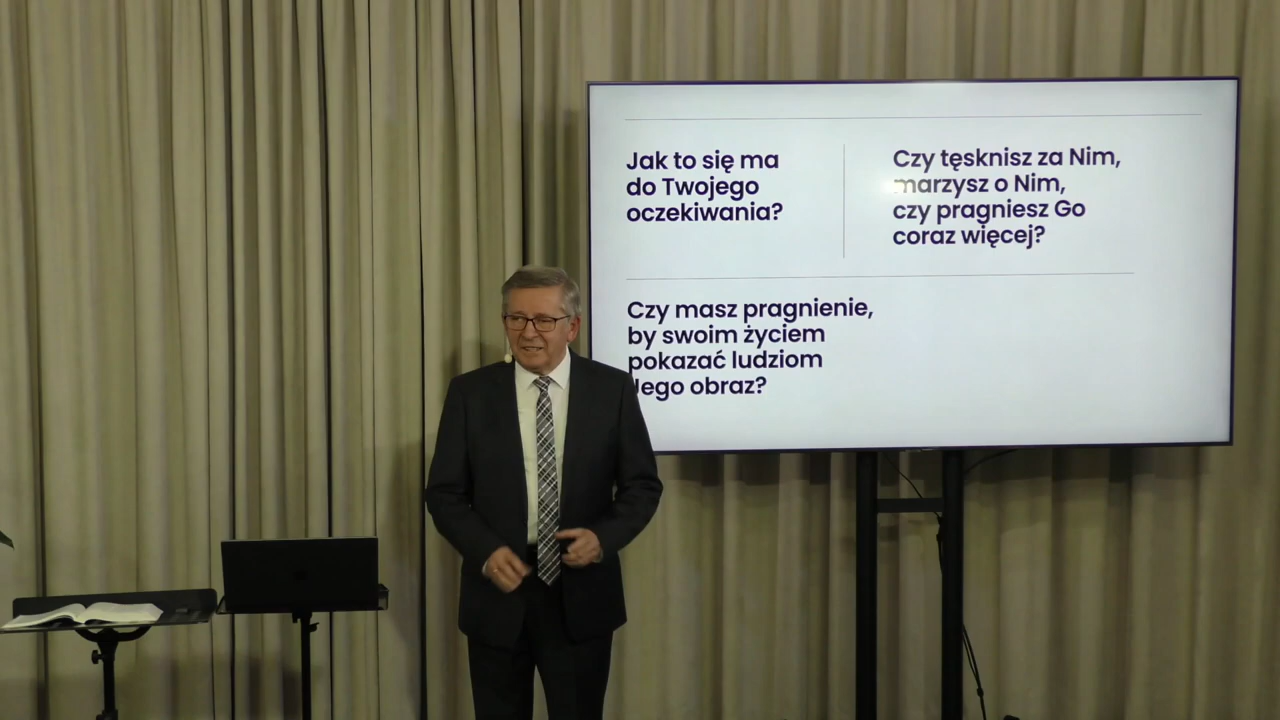 Jak to się ma
do Twojego
oczekiwania?
Czy tęsknisz za Nim,
marzysz o Nim,
czy pragniesz Go
coraz więcej?
Czy masz pragnienie,
by swoim życiem
pokazać ludziom
Jego obraz?